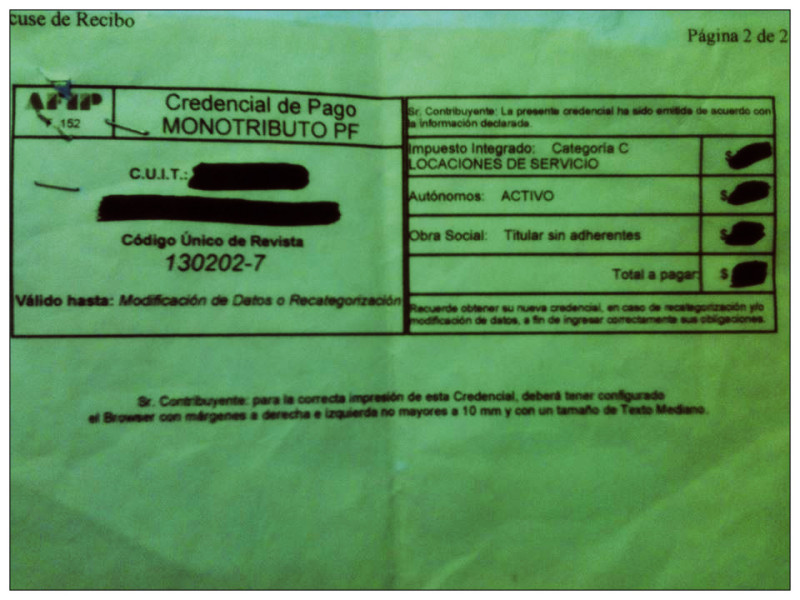 cuse de Recibo
Página 2 de 2
AFIP
F. 152
Credencial de Pago
MONOTRIBUTO PF
C.U.I.T.:
Código Único de Revista
130202-7
Válido hasta: Modificación de Datos o Recategorización
Sr. Contribuyente: La presente credencial ha sido emitida de acuerdo con
la información declarada.
Impuesto Integrado: Categoría C
LOCACIONES DE SERVICIO
$
Autónomos: ACTIVO
$
Obra Social: Titular sin adherentes
$
Total a pagar:
$
Recuerde obtener su nueva credencial, en caso de recategorización y/o
modificación de datos, a fin de ingresar correctamente sus obligaciones.
Sr. Contribuyente: para la correcta impresión de esta Credencial, deberá tener configurado
el Browser con márgenes a derecha e izquierda no mayores a 10 mm y con un tamaño de Texto Mediano.